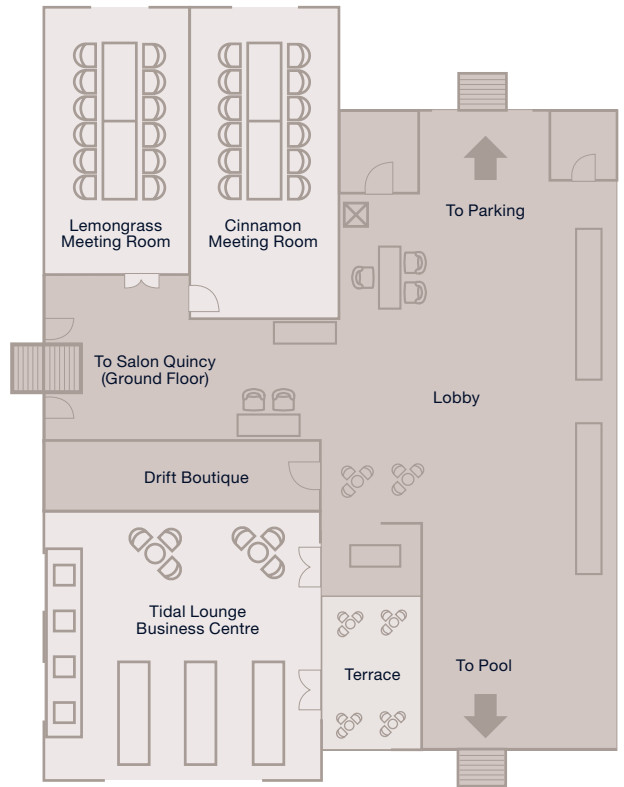 To Parking
Lemongrass
Meeting Room
Cinnamon
Meeting Room
To Salon Quincy
(Ground Floor)
Lobby
Drift Boutique
Tidal Lounge
Business Centre
Terrace
To Pool